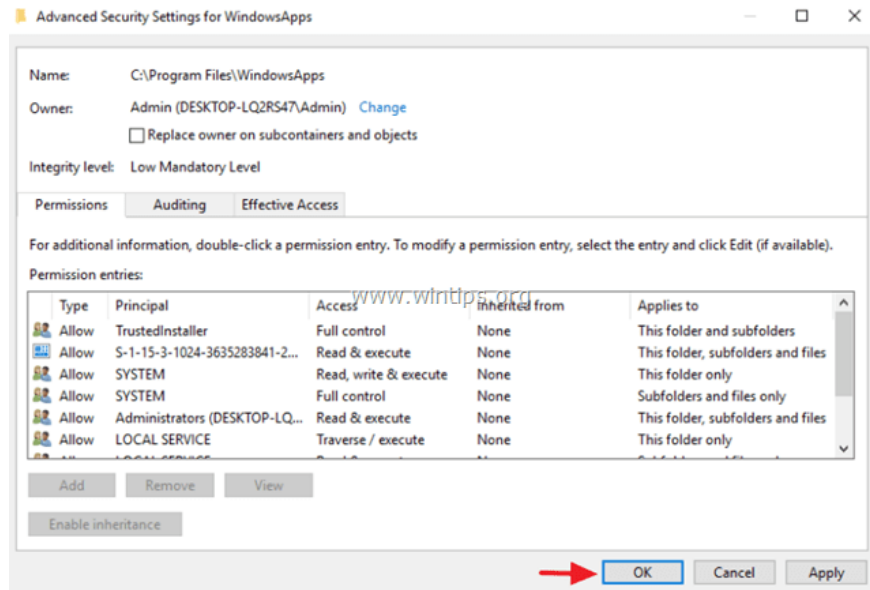 Advanced Security Settings for WindowsApps
Name: C:\Program Files\WindowsApps
Owner: Admin (DESKTOP-LQ2RS47\Admin) Change
Replace owner on subcontainers and objects
Integrity level: Low Mandatory Level
Permissions Auditing Effective Access
For additional information, double-click a permission entry. To modify a permission entry, select the entry and click Edit (if available).
Permission entries:
www.wintips.org
Type Principal Access Inherited from Applies to
Allow TrustedInstaller Full control None This folder and subfolders
Allow S-1-15-3-1024-3635283841-2... Read & execute None This folder, subfolders and files
Allow SYSTEM Read, write & execute None This folder only
Allow SYSTEM Full control None Subfolders and files only
Allow Administrators (DESKTOP-LQ... Read & execute None This folder, subfolders and files
Allow LOCAL SERVICE Traverse / execute None This folder only
Add Remove View
Enable inheritance
OK Cancel Apply